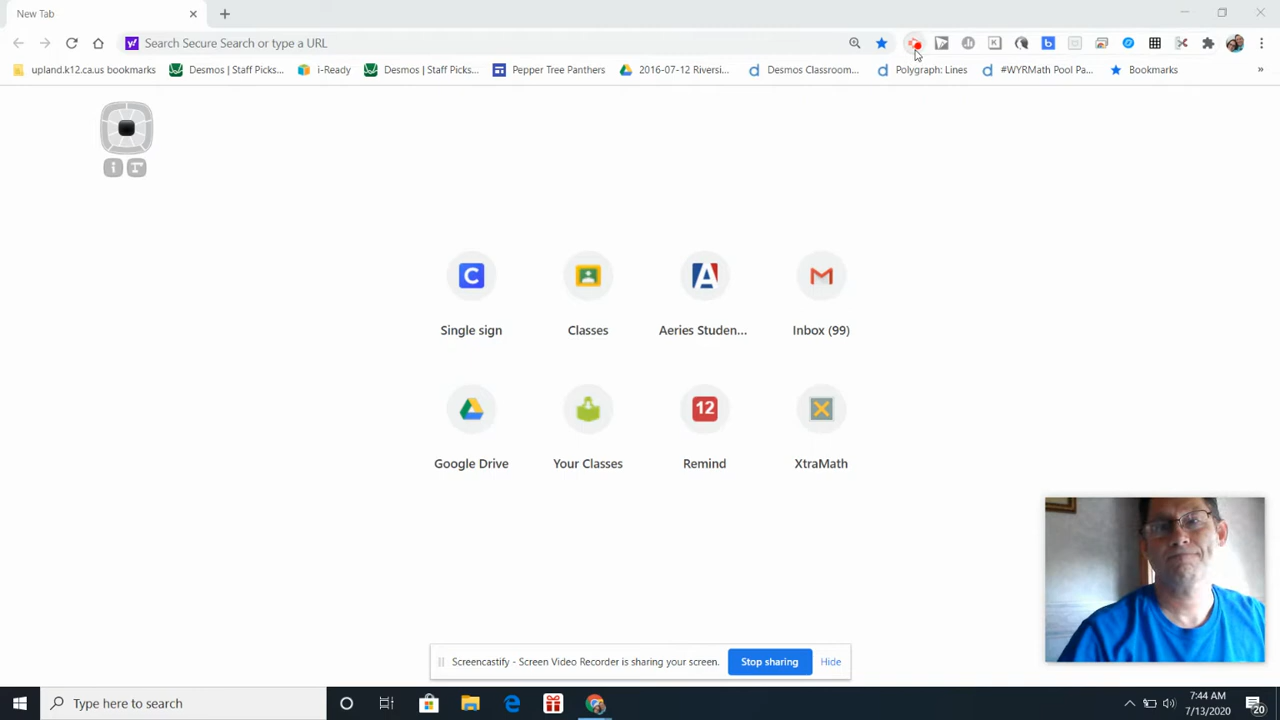 New Tab
Search Secure Search or type a URL
upland.k12.ca.us bookmarks
Desmos | Staff Picks...
i-Ready
Desmos | Staff Picks...
Pepper Tree Panthers
2016-07-12 Riversi...
Desmos Classroom...
Polygraph: Lines
#WYRMath Pool Pa...
Bookmarks
Single sign
Classes
Aeries Studen...
Inbox (99)
12
Google Drive
Your Classes
Remind
XtraMath
Screencastify - Screen Video Recorder is sharing your screen.
Stop sharing
Hide
Type here to search
7:44 AM
7/13/2020
20